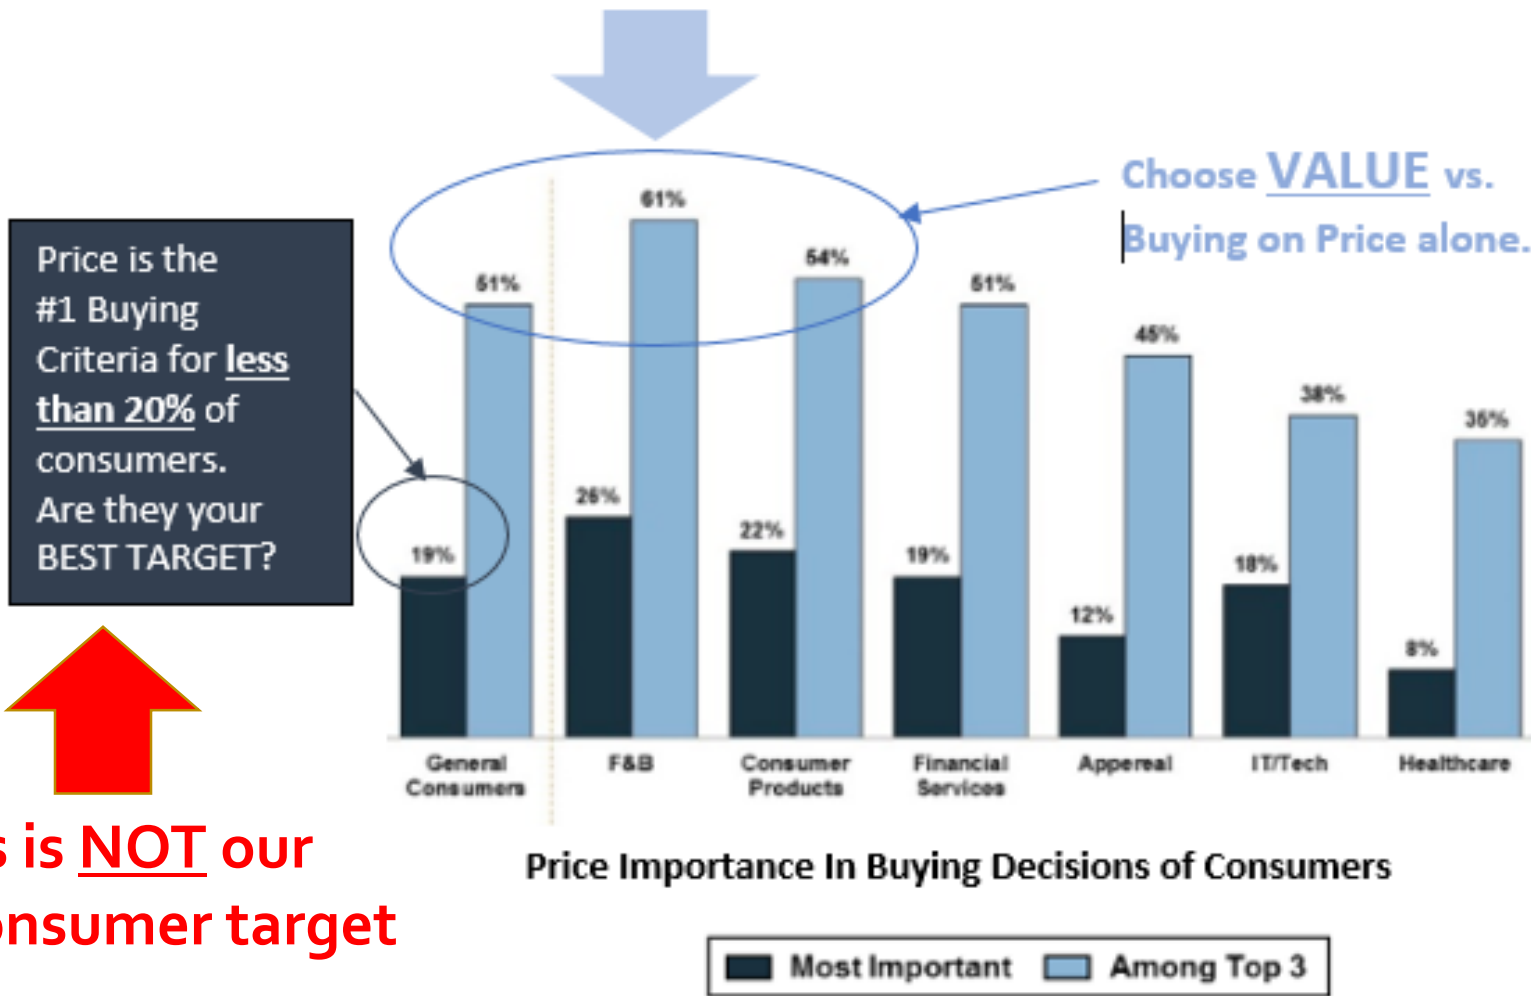 Choose VALUE vs.
Buying on Price alone.
Price is the
#1 Buying
Criteria for less
than 20% of
consumers.
Are they your
BEST TARGET?
19%
51%
26%
61%
22%
54%
19%
51%
12%
45%
18%
38%
8%
35%
General
Consumers
F&B
Consumer
Products
Financial
Services
Appereal
IT/Tech
Healthcare
s is NOT our
onsumer target
Price Importance In Buying Decisions of Consumers
Most Important
Among Top 3